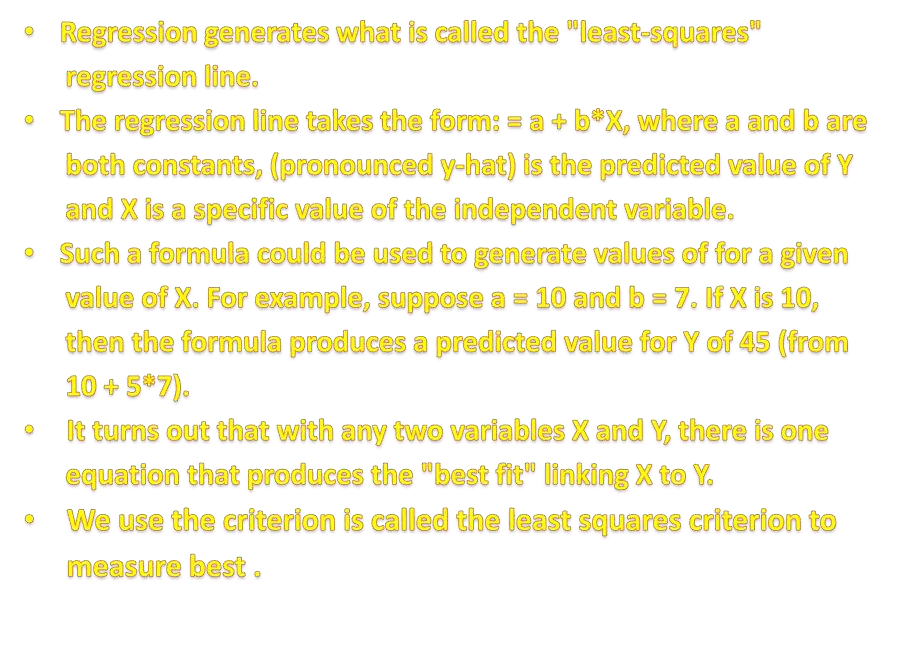 • Regression generates what is called the "least-squares"
regression line.
• The regression line takes the form: = a + b*X, where a and b are
both constants, (pronounced y-hat) is the predicted value of Y
and X is a specific value of the independent variable.
• Such a formula could be used to generate values of for a given
value of X. For example, suppose a = 10 and b = 7. If X is 10,
then the formula produces a predicted value for Y of 45 (from
10 + 5*7).
• It turns out that with any two variables X and Y, there is one
equation that produces the "best fit" linking X to Y.
• We use the criterion is called the least squares criterion to
measure best .